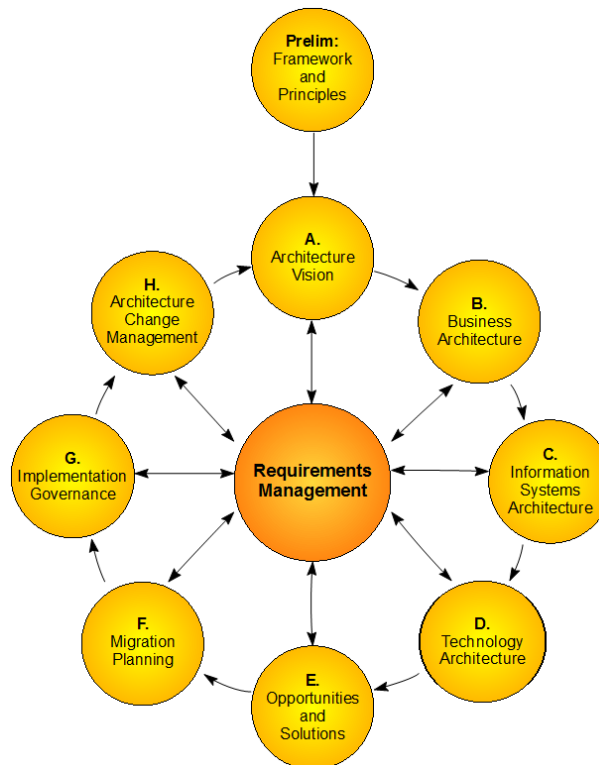 Prelim:
Framework
and
Principles
A.
Architecture
Vision
B.
Business
Architecture
C.
Information
Systems
Architecture
D.
Technology
Architecture
E.
Opportunities
and
Solutions
F.
Migration
Planning
G.
Implementation
Governance
H.
Architecture
Change
Management
Requirements
Management